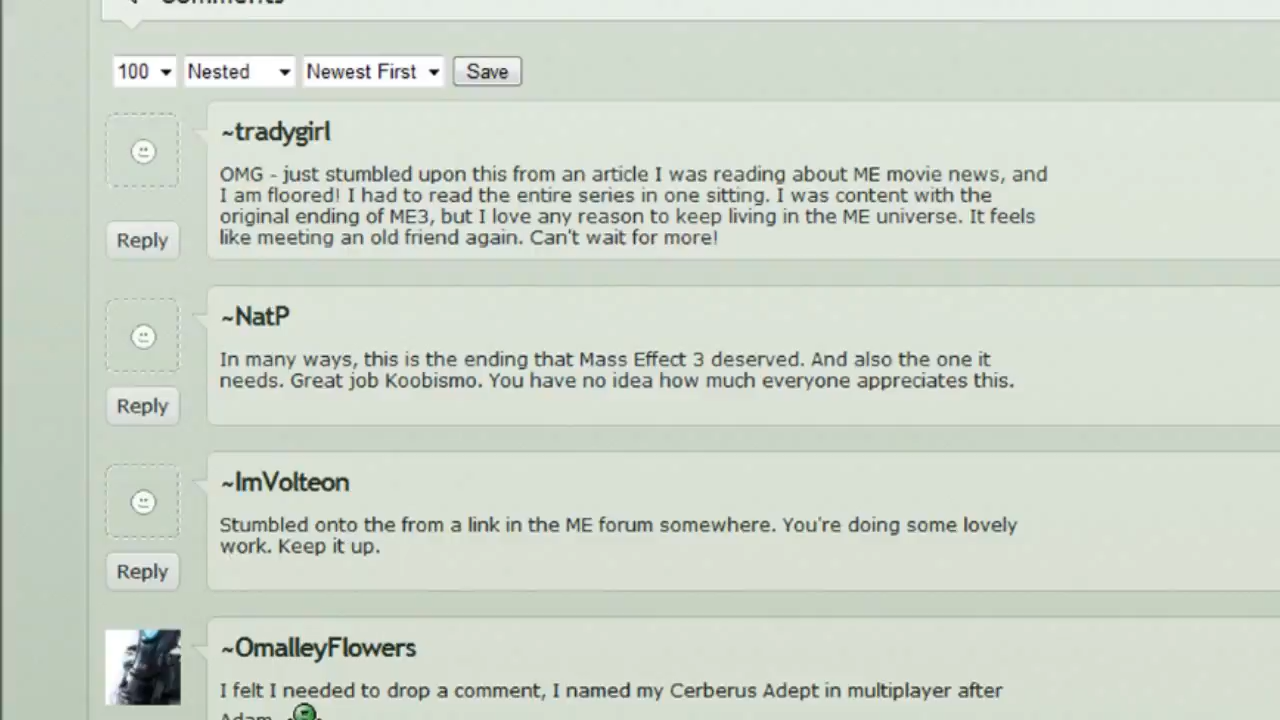 Comments
100 Nested Newest First Save
~tradygirl
OMG - just stumbled upon this from an article I was reading about ME movie news, and
I am floored! I had to read the entire series in one sitting. I was content with the
original ending of ME3, but I love any reason to keep living in the ME universe. It feels
like meeting an old friend again. Can't wait for more!
Reply
~NatP
In many ways, this is the ending that Mass Effect 3 deserved. And also the one it
needs. Great job Koobismo. You have no idea how much everyone appreciates this.
Reply
~ImVolteon
Stumbled onto the from a link in the ME forum somewhere. You're doing some lovely
work. Keep it up.
Reply
~OmalleyFlowers
I felt I needed to drop a comment, I named my Cerberus Adept in multiplayer after
Adam